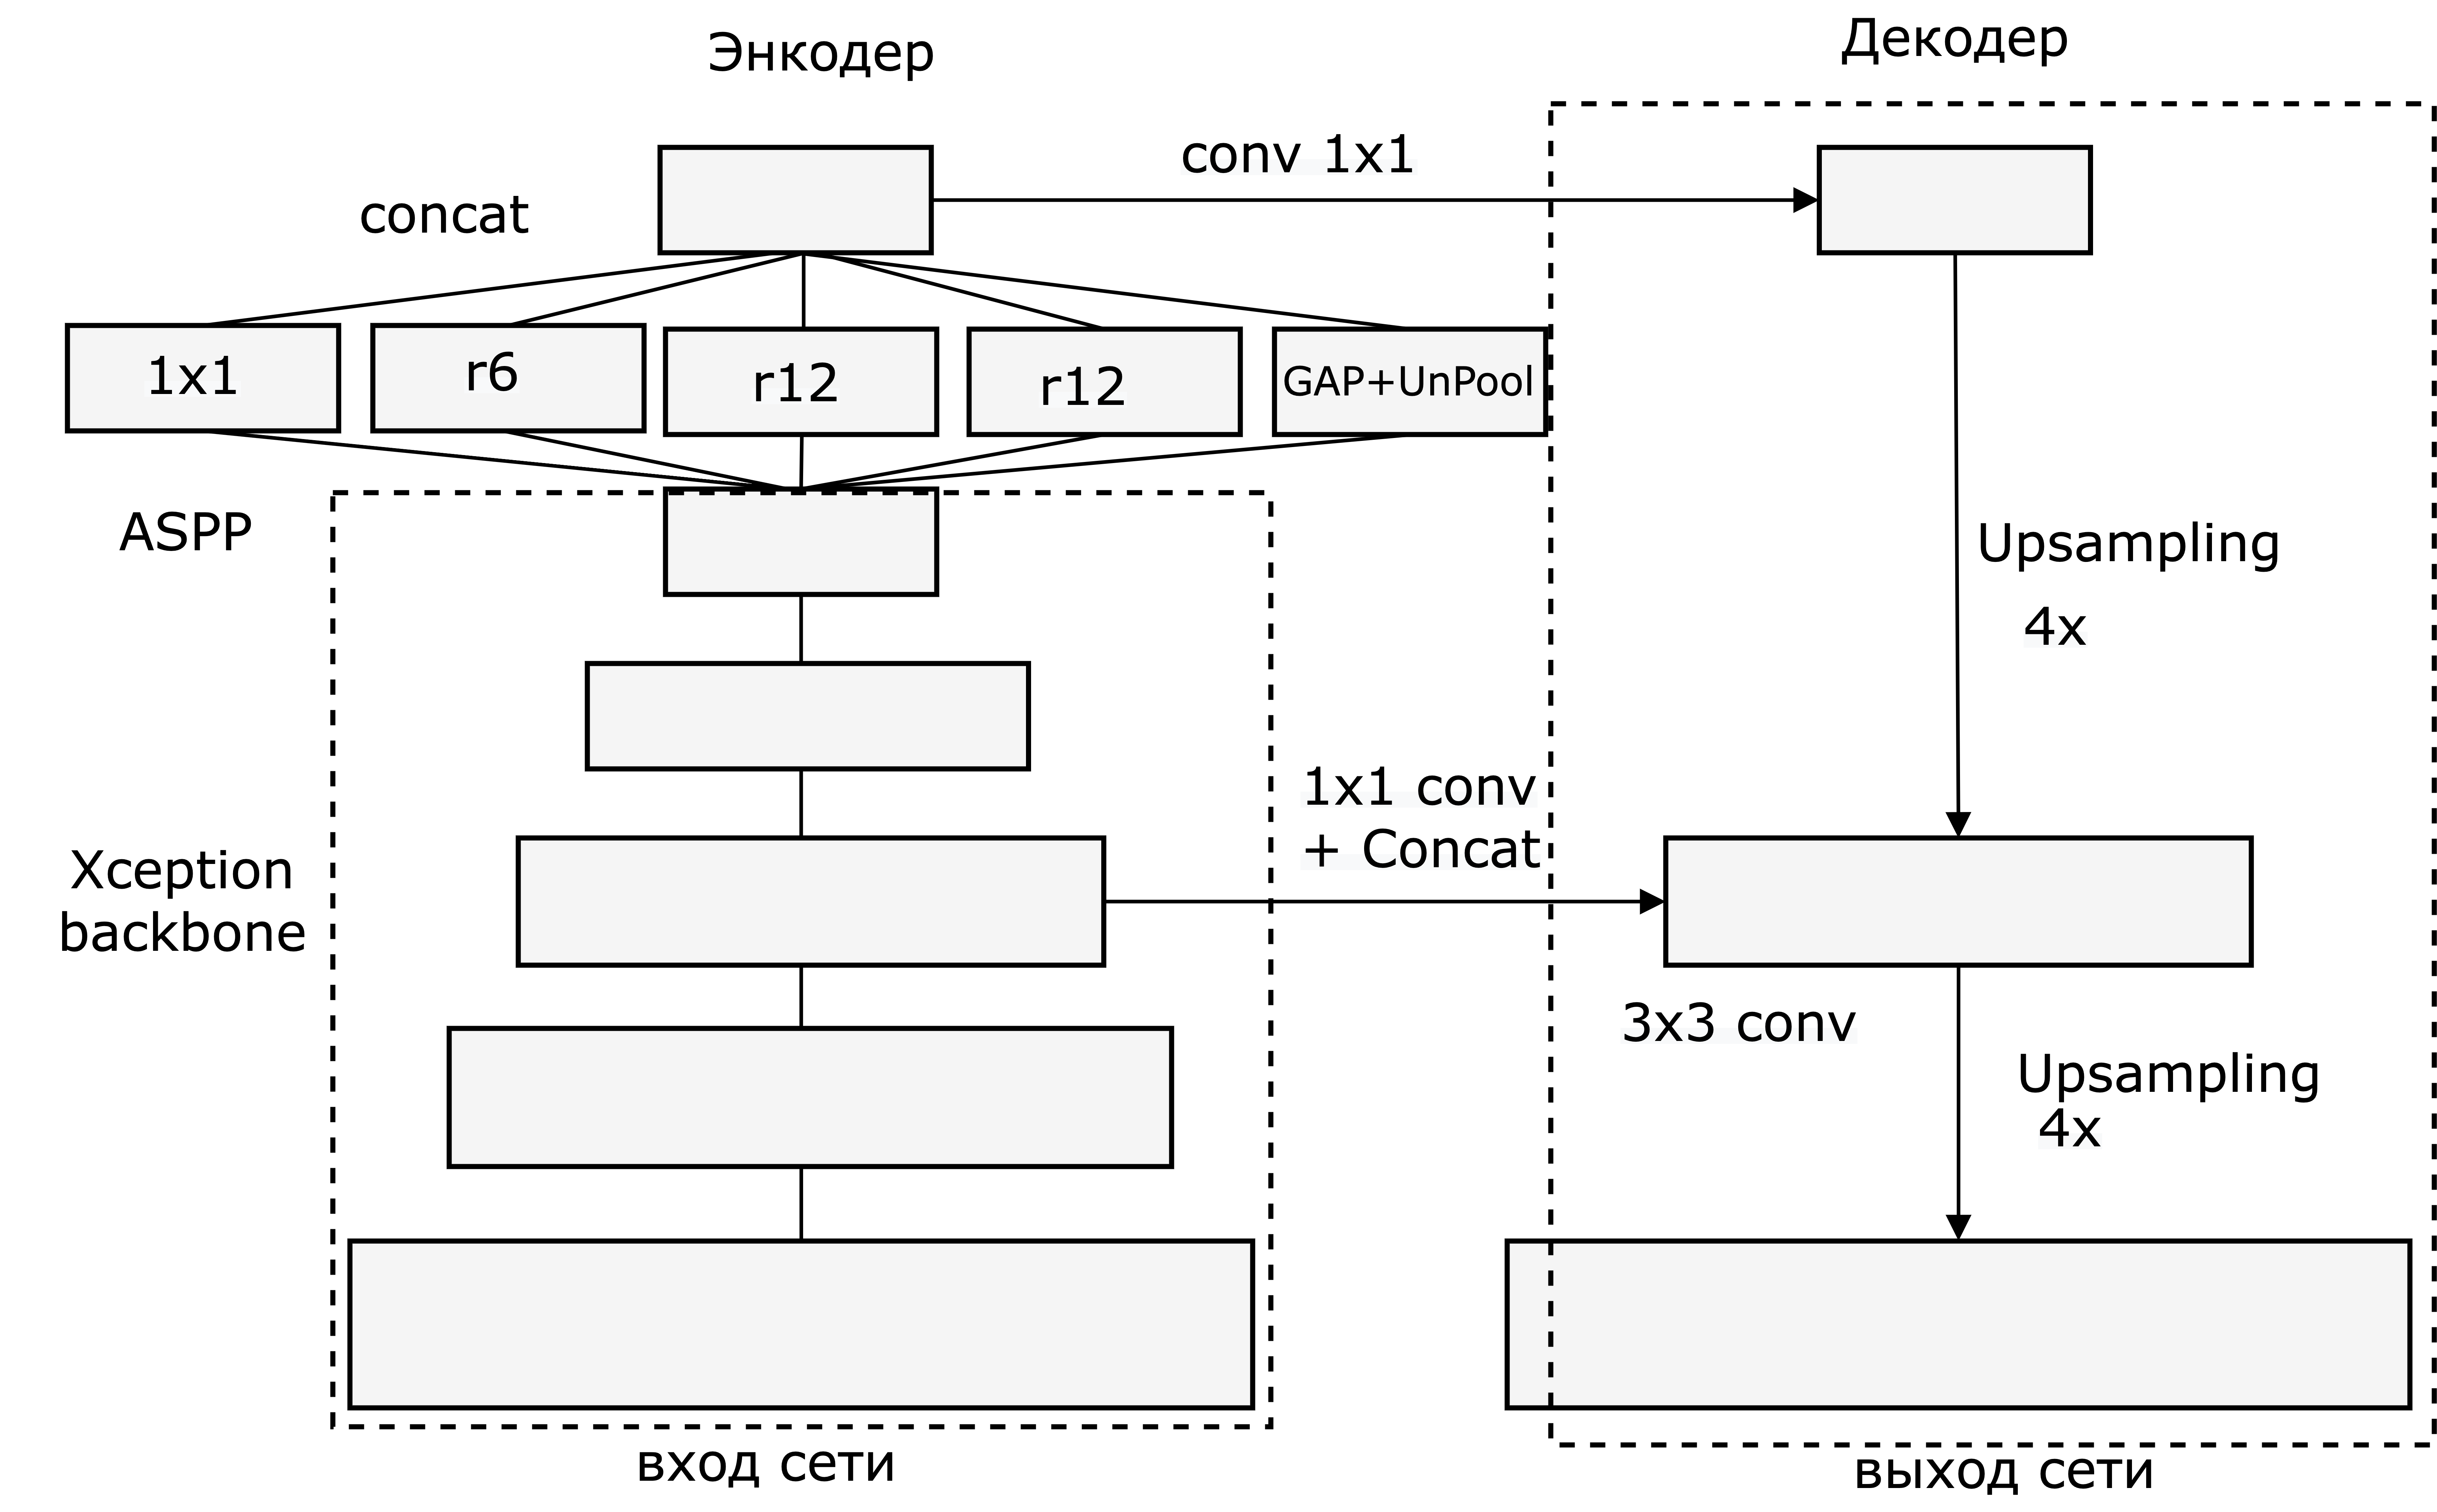 Энкодер
Декодер
conv 1x1
concat
1x1
r6
r12
r12
GAP+UnPool
ASPP
Upsampling
4x
1x1 conv
+ Concat
Xception
backbone
3x3 conv
Upsampling
4x
вход сети
выход сети